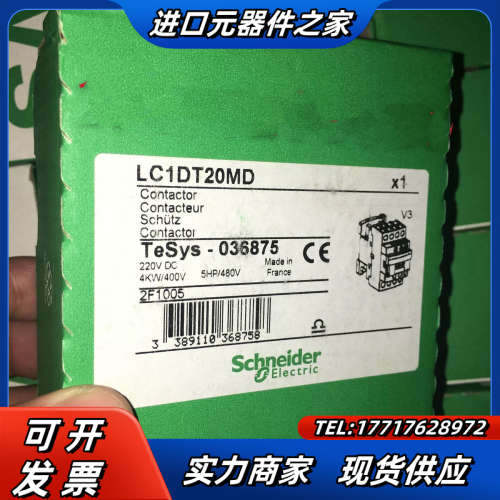 进口元器件之家
LC1DT20MD
x1
Contactor
Contacteur
Schütz
Contactor
V3
TeSys - 036875
CE
220V DC
Made in
4KW/400V 5HP/480V
France
2F1005
3 389110 368758
Schneider
Electric
TEL:17717628972
可开
发票
实力商家 现货供应